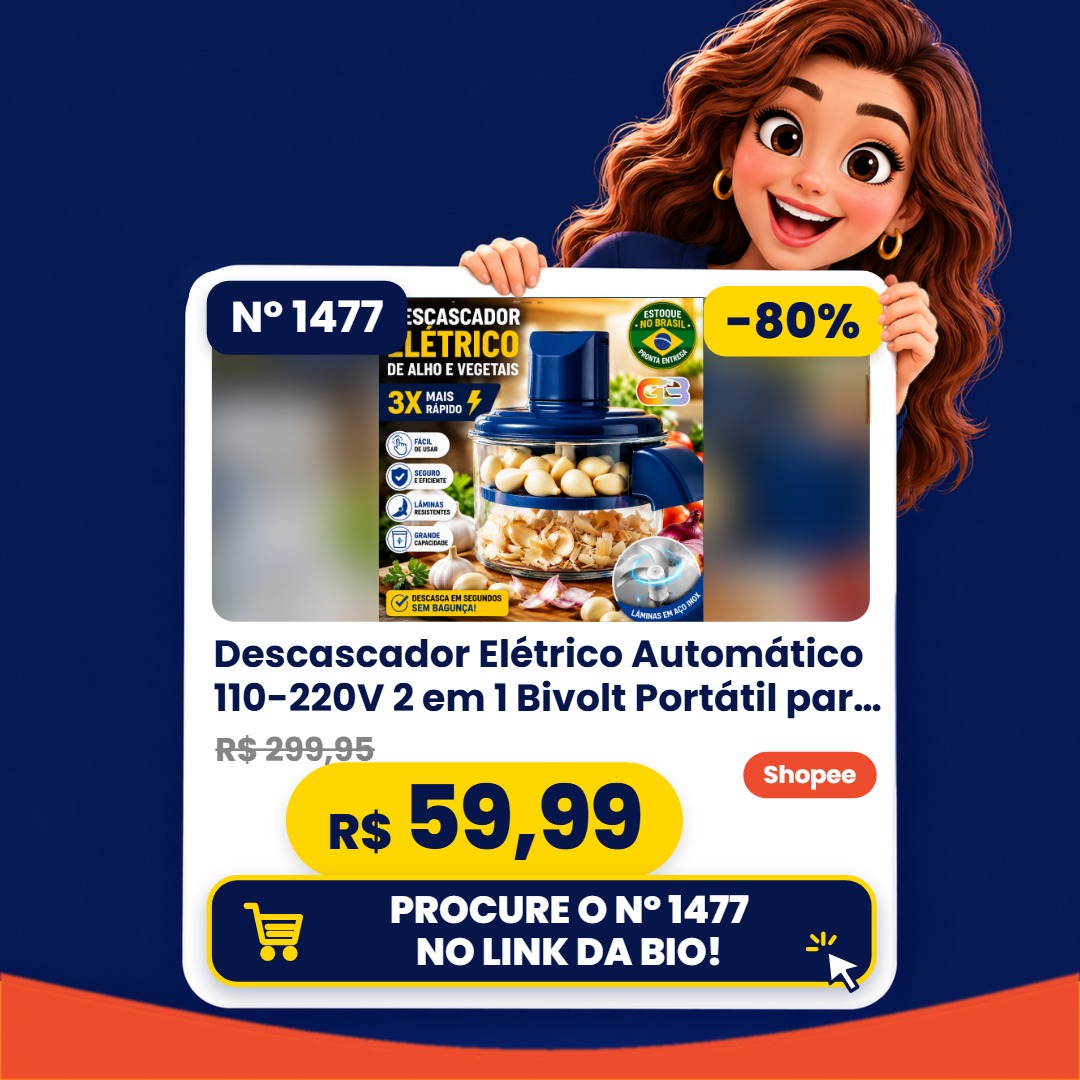 Nº 1477
-80%
ESCASCADOR
ELÉTRICO
DE ALHO E VEGETAIS
3X MAIS
RÁPIDO
FÁCIL
DE USAR
SEGURO
E EFICIENTE
LÂMINAS
RESISTENTES
GRANDE
CAPACIDADE
DESCASCA EM SEGUNDOS
SEM BAGUNÇA!
ESTOQUE
NO BRASIL
PRONTA ENTREGA
GB
LÂMINAS EM AÇO INOX
Descascador Elétrico Automático
110-220V 2 em 1 Bivolt Portátil par...
R$ 299,95
Shopee
R$ 59,99
PROCURE O Nº 1477
NO LINK DA BIO!